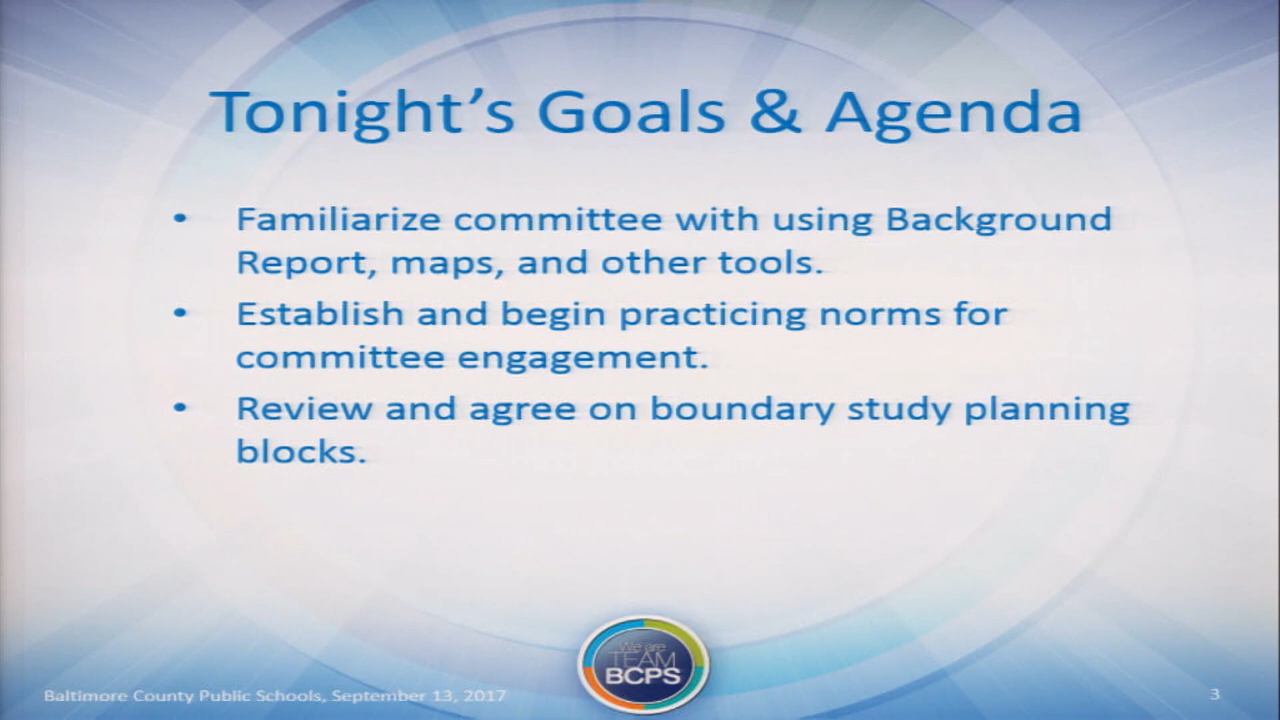 Tonight's Goals & Agenda
• Familiarize committee with using Background
Report, maps, and other tools.
• Establish and begin practicing norms for
committee engagement.
• Review and agree on boundary study planning
blocks.
We are
TEAM
BCPS
Baltimore County Public Schools, September 13, 2017
3